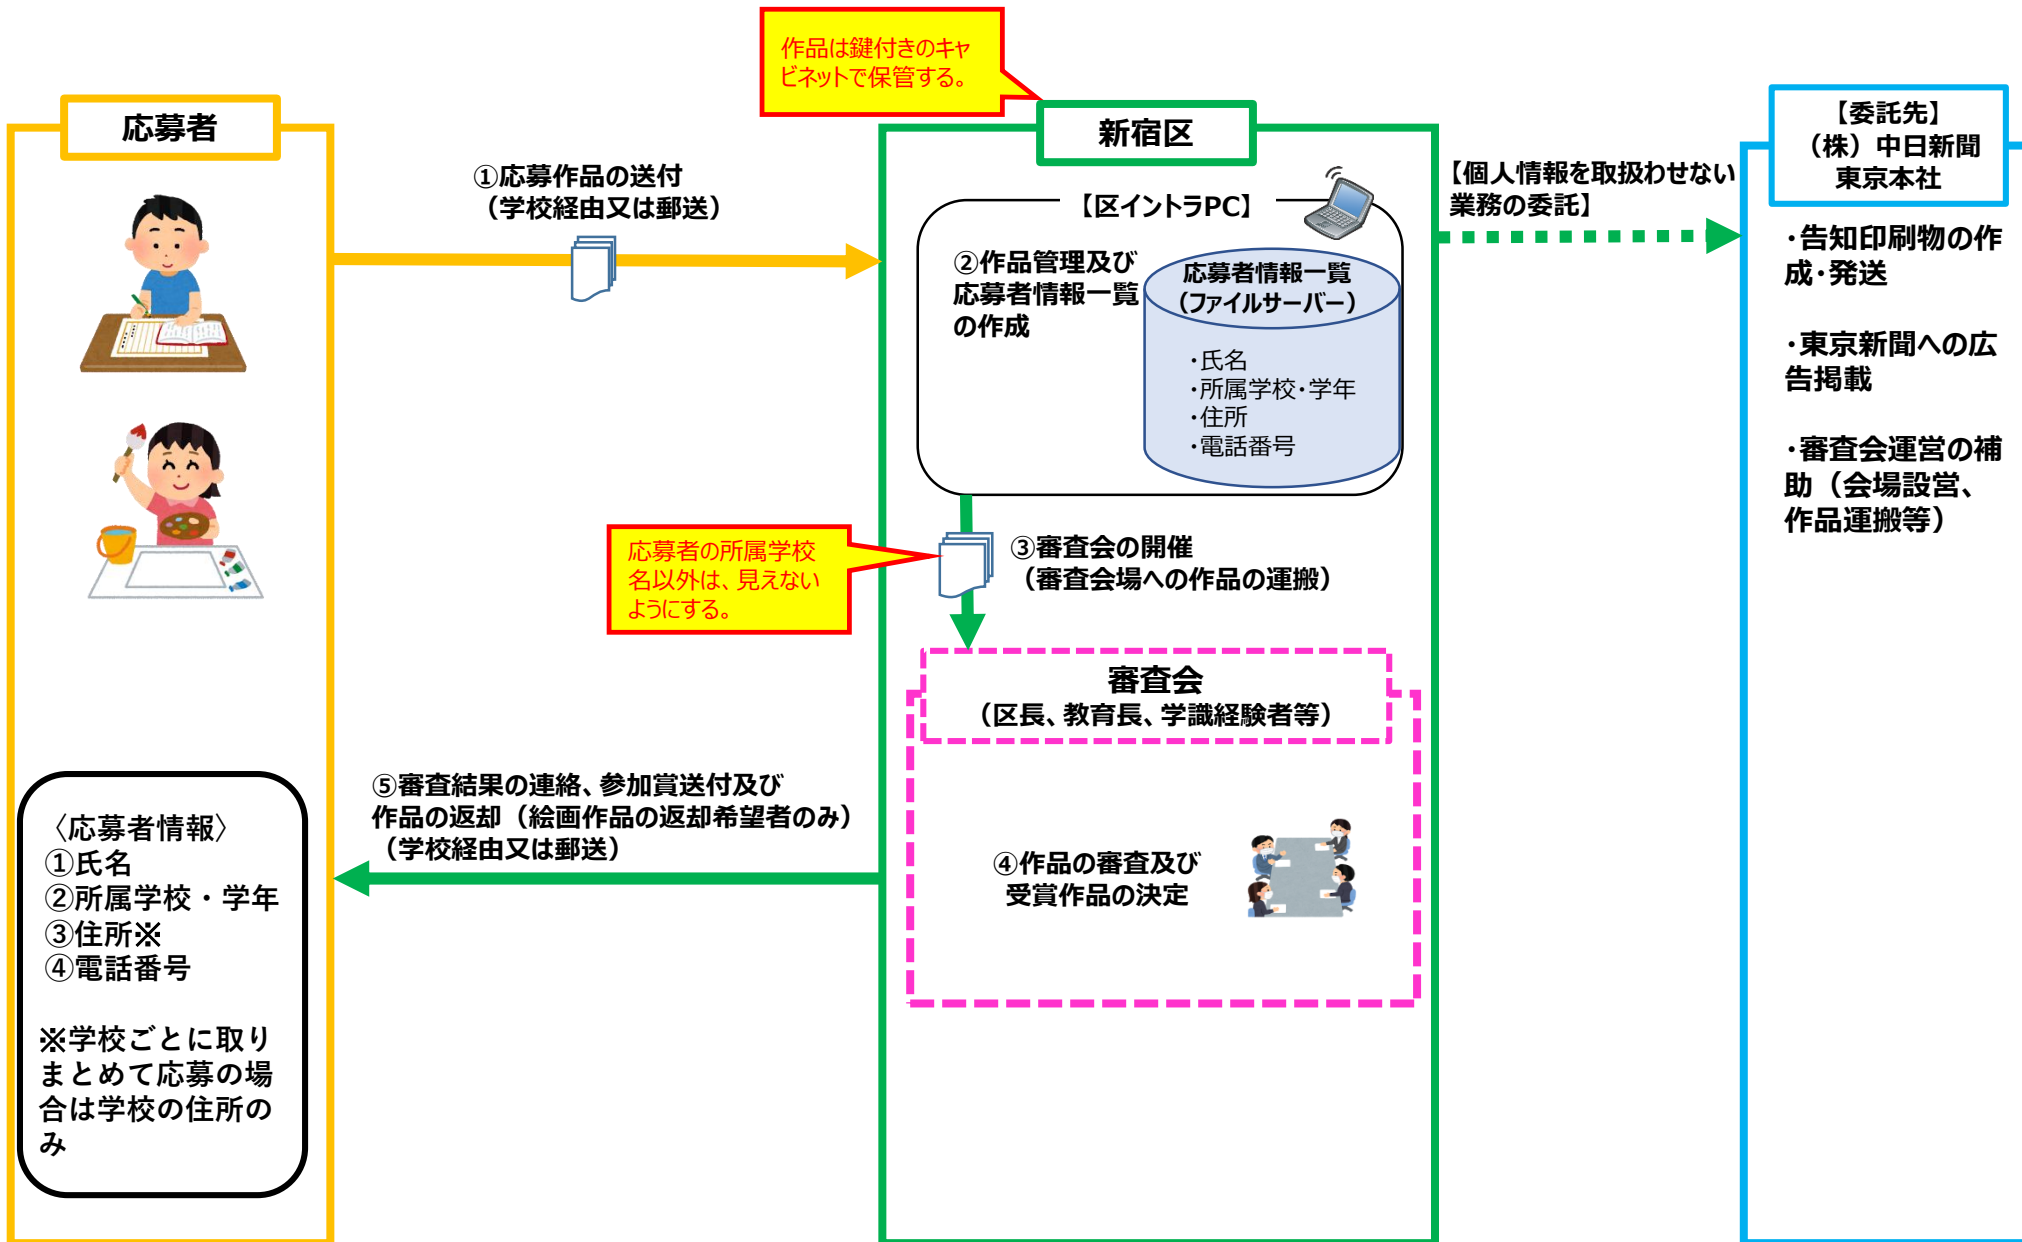 作品は鍵付きのキャ
ビネットで保管する。
応募者
①応募作品の送付
（学校経由又は郵送）
新宿区
【区イントラPC】
②作品管理及び
応募者情報一覧
の作成
応募者情報一覧
（ファイルサーバー）
・氏名
・所属学校・学年
・住所
・電話番号
【個人情報を取扱わせない
業務の委託】
【委託先】
（株）中日新聞
東京本社
・告知印刷物の作
成・発送
・東京新聞への広
告掲載
・審査会運営の補
助（会場設営、
作品運搬等）
応募者の所属学校
名以外は、見えない
ようにする。
③審査会の開催
（審査会場への作品の運搬）
審査会
（区長、教育長、学識経験者等）
④作品の審査及び
受賞作品の決定
⑤審査結果の連絡、参加賞送付及び
作品の返却（絵画作品の返却希望者のみ）
（学校経由又は郵送）
〈応募者情報〉
①氏名
②所属学校・学年
③住所※
④電話番号
※学校ごとに取り
まとめて応募の場
合は学校の住所の
み